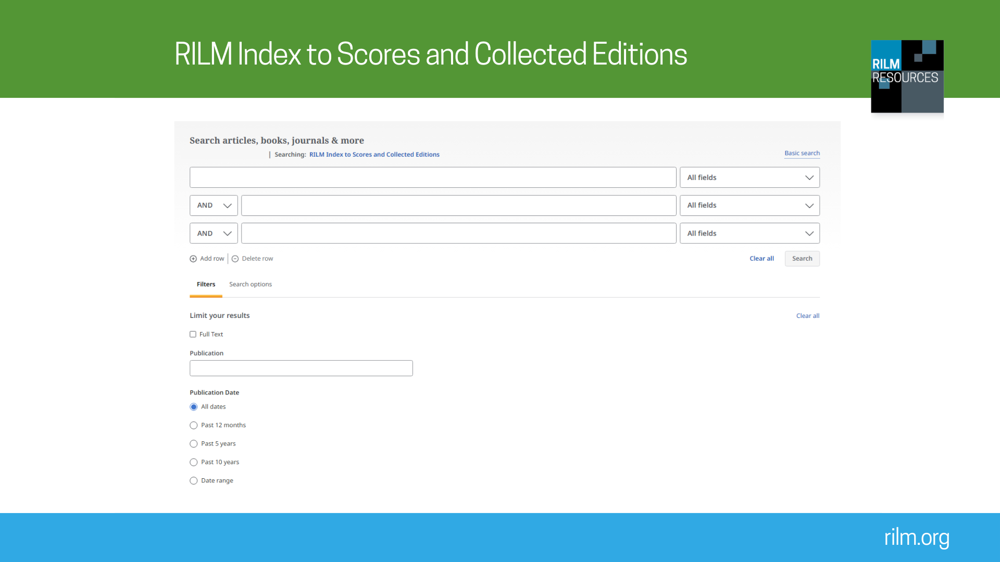 RILM Index to Scores and Collected Editions
RILM
RESOURCES
Search articles, books, journals & more
| Searching: RILM Index to Scores and Collected Editions
Basic search
All fields
AND
All fields
AND
All fields
Add row | Delete row
Clear all
Search
Filters
Search options
Limit your results
Clear all
Full Text
Publication
Publication Date
All dates
Past 12 months
Past 5 years
Past 10 years
Date range
rilm.org